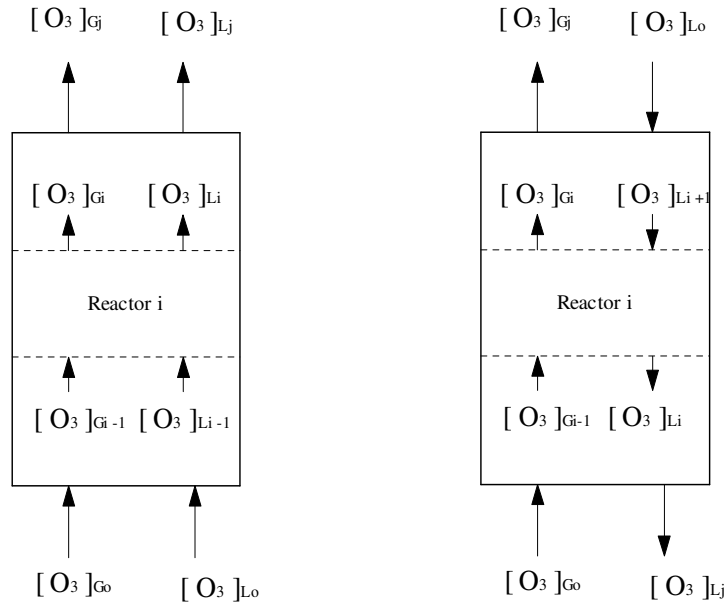 [ O₃ ]Gj [ O₃ ]Lj [ O₃ ]Gj [ O₃ ]Lo
[ O₃ ]Gi [ O₃ ]Li [ O₃ ]Gi [ O₃ ]Li +1
Reactor i Reactor i
[ O₃ ]Gi -1 [ O₃ ]Li -1 [ O₃ ]Gi-1 [ O₃ ]Li
[ O₃ ]Go [ O₃ ]Lo [ O₃ ]Go [ O₃ ]Lj